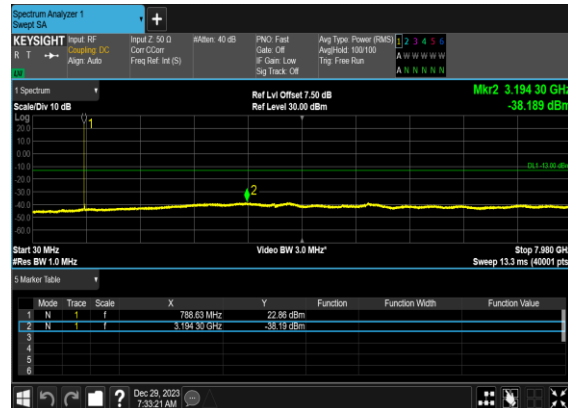 Spectrum Analyzer 1
Swept SA
KEYSIGHT
R T
Input: RF
Coupling: DC
Align: Auto
Input Z: 50 Ω
Corr CCorr
Freq Ref: Int (S)
#Atten: 40 dB
PNO: Fast
Gate: Off
IF Gain: Low
Sig Track: Off
Avg Type: Power (RMS)
Avg|Hold: 100/100
Trig: Free Run
1 2 3 4 5 6
A W W W W W
A N N N N N
1 Spectrum
Scale/Div 10 dB
Ref Lvl Offset 7.50 dB
Ref Level 30.00 dBm
Mkr2 3.194 30 GHz
-38.189 dBm
Log
20.0
10.0
0.00
-10.0
-20.0
-30.0
-40.0
-50.0
-60.0
1
2
DL1 -13.00 dBm
Start 30 MHz
#Res BW 1.0 MHz
Video BW 3.0 MHz*
Stop 7.980 GHz
Sweep 13.3 ms (40001 pts)
5 Marker Table
Mode Trace Scale X Y Function Function Width Function Value
1 N 1 f 788.63 MHz 22.86 dBm
2 N 1 f 3.194 30 GHz -38.19 dBm
3
4
5
6
?
Dec 29, 2023
7:33:21 AM